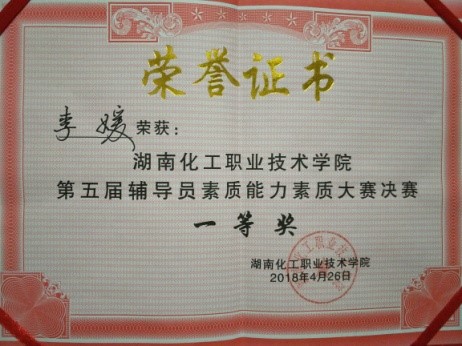 荣誉证书
李媛荣获：
湖南化工职业技术学院
第五届辅导员素质能力素质大赛决赛
一等奖
湖南化工职业技术学院
2018年4月26日